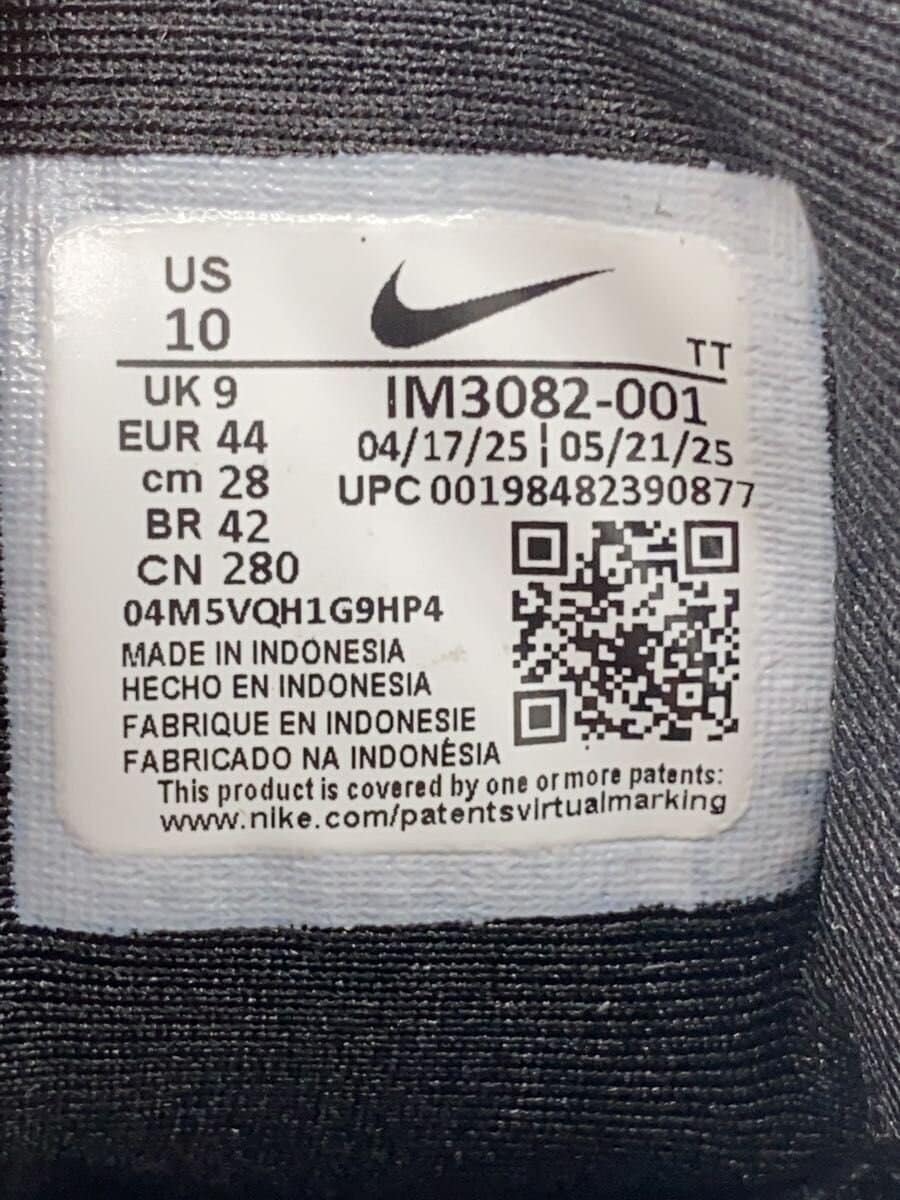 US
10
TT
UK 9
EUR 44
cm 28
BR 42
CN 280
IM3082-001
04/17/25 | 05/21/25
UPC 00198482390877
04M5VQH1G9HP4
MADE IN INDONESIA
HECHO EN INDONESIA
FABRIQUE EN INDONESIE
FABRICADO NA INDONÉSIA
This product is covered by one or more patents:
www.nike.com/patentsvirtualmarking